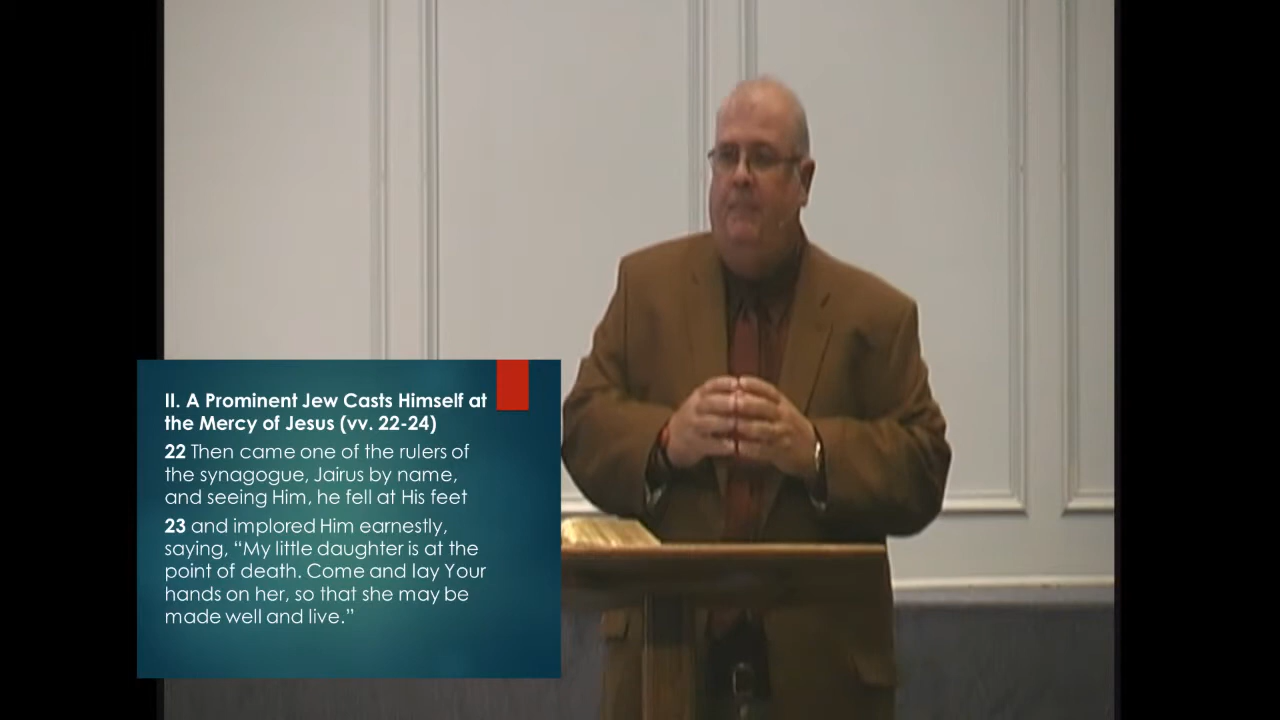 II. A Prominent Jew Casts Himself at
the Mercy of Jesus (vv. 22-24)
22 Then came one of the rulers of
the synagogue, Jairus by name,
and seeing Him, he fell at His feet
23 and implored Him earnestly,
saying, “My little daughter is at the
point of death. Come and lay Your
hands on her, so that she may be
made well and live.”